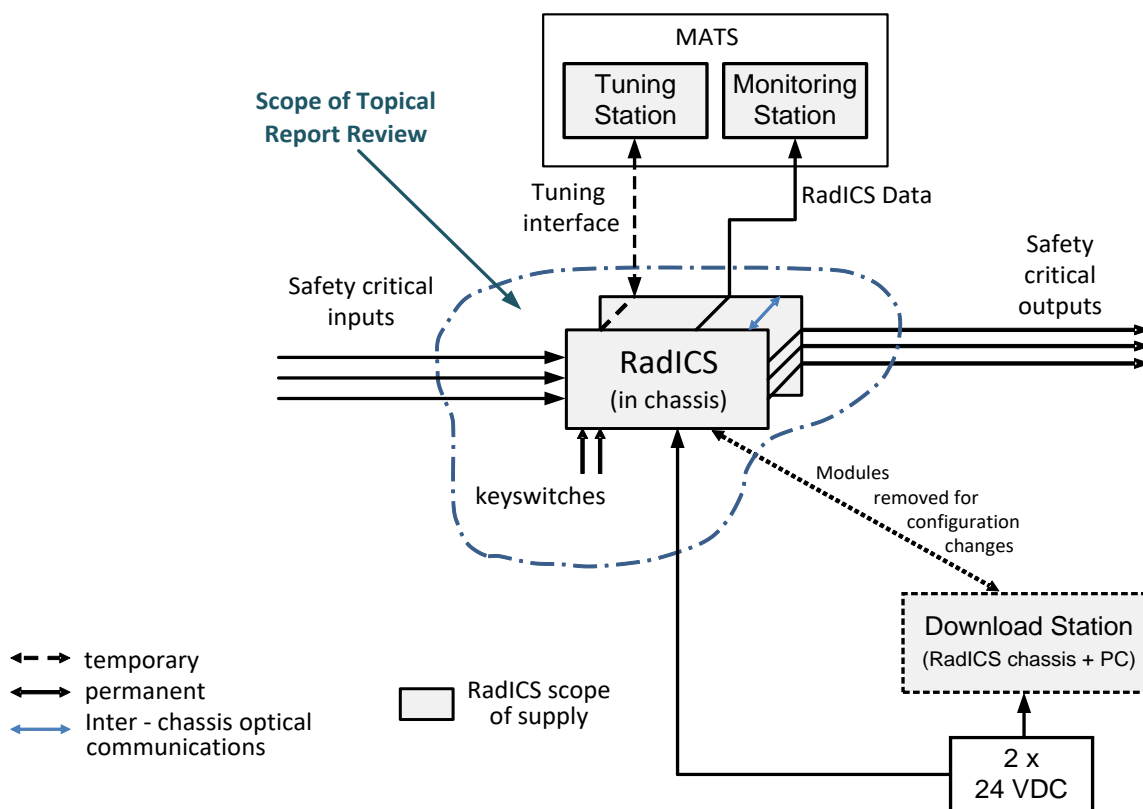 MATS
Tuning
Station
Monitoring
Station
Scope of Topical
Report Review
Tuning
interface
RadICS Data
Safety
critical
outputs
Safety critical
inputs
RadICS
(in chassis)
keyswitches
Modules
removed for
configuration
changes
Download Station
(RadICS chassis + PC)
temporary
permanent
Inter - chassis optical
communications
RadICS scope
of supply
2 x
24 VDC